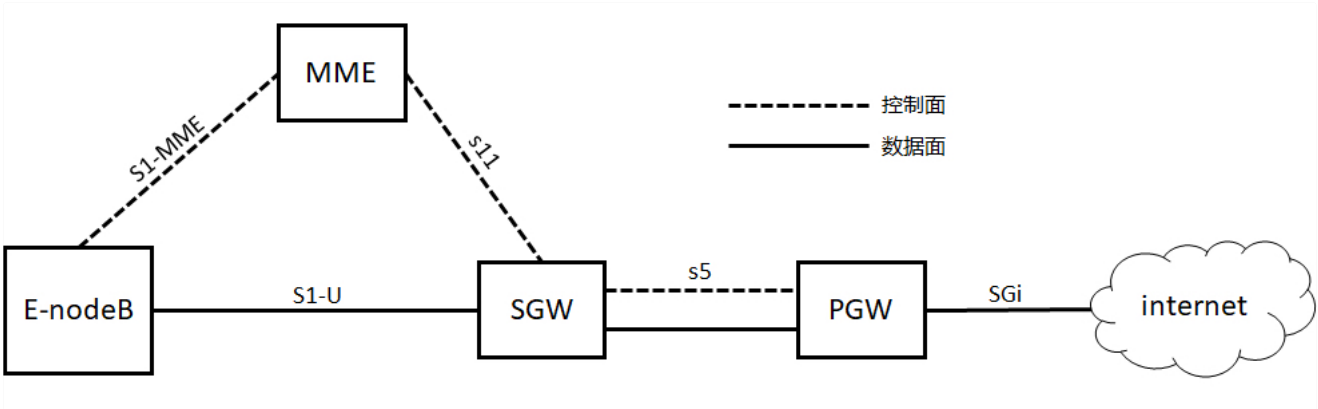 MME
控制面
数据面
S1-MME
s11
s5
S1-U
SGi
E-nodeB
SGW
PGW
internet